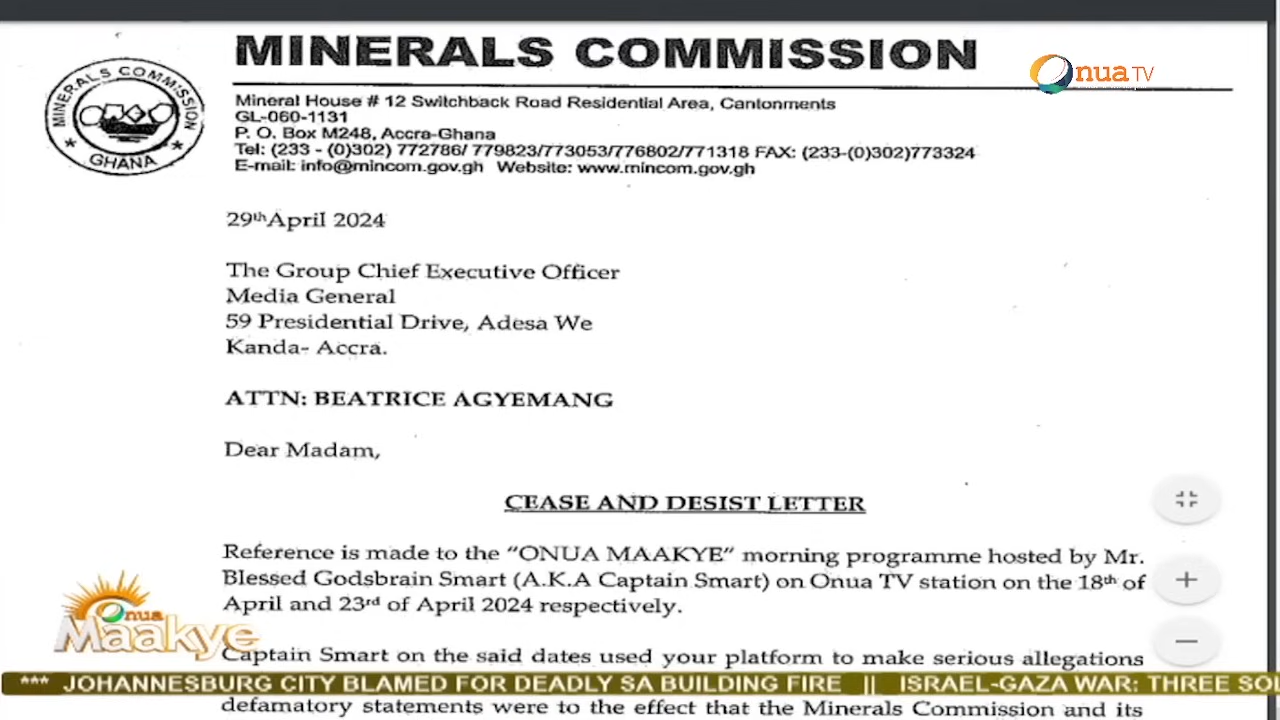 MINERALS COMMISSION
MINERALS COMMISSION
GHANA
Onua TV
Mineral House # 12 Switchback Road Residential Area, Cantonments
GL-060-1131
P. O. Box M248, Accra-Ghana
Tel: (233 - (0)302) 772786/ 779823/773053/776802/771318 FAX: (233-(0)302)773324
E-mail: info@mincom.gov.gh Website: www.mincom.gov.gh
29th April 2024
The Group Chief Executive Officer
Media General
59 Presidential Drive, Adesa We
Kanda- Accra.
ATTN: BEATRICE AGYEMANG
Dear Madam,
CEASE AND DESIST LETTER
Reference is made to the "ONUA MAAKYE" morning programme hosted by Mr.
Blessed Godsbrain Smart (A.K.A Captain Smart) on Onua TV station on the 18th of
April and 23rd of April 2024 respectively.
Onua
Maakye
Captain Smart on the said dates used your platform to make serious allegations
*** JOHANNESBURG CITY BLAMED FOR DEADLY SA BUILDING FIRE || ISRAEL-GAZA WAR: THREE
defamatory statements were to the effect that the Minerals Commission and its